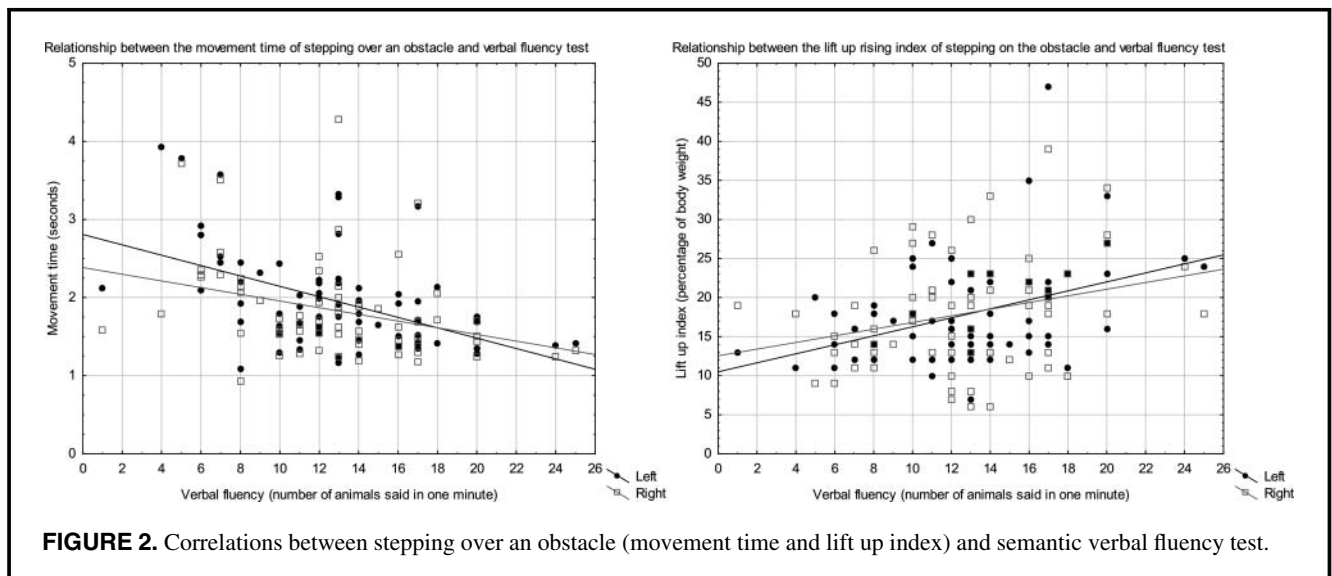 Relationship between the movement time of stepping over an obstacle and verbal fluency test
5
4
3
2
1
0
Movement time (seconds)
0 2 4 6 8 10 12 14 16 18 20 22 24 26
Verbal fluency (number of animals said in one minute)
Left
Right
Relationship between the lift up rising index of stepping on the obstacle and verbal fluency test
50
45
40
35
30
25
20
15
10
5
0
Lift up index (percentage of body weight)
0 2 4 6 8 10 12 14 16 18 20 22 24 26
Verbal fluency (number of animals said in one minute)
Left
Right
FIGURE 2. Correlations between stepping over an obstacle (movement time and lift up index) and semantic verbal fluency test.